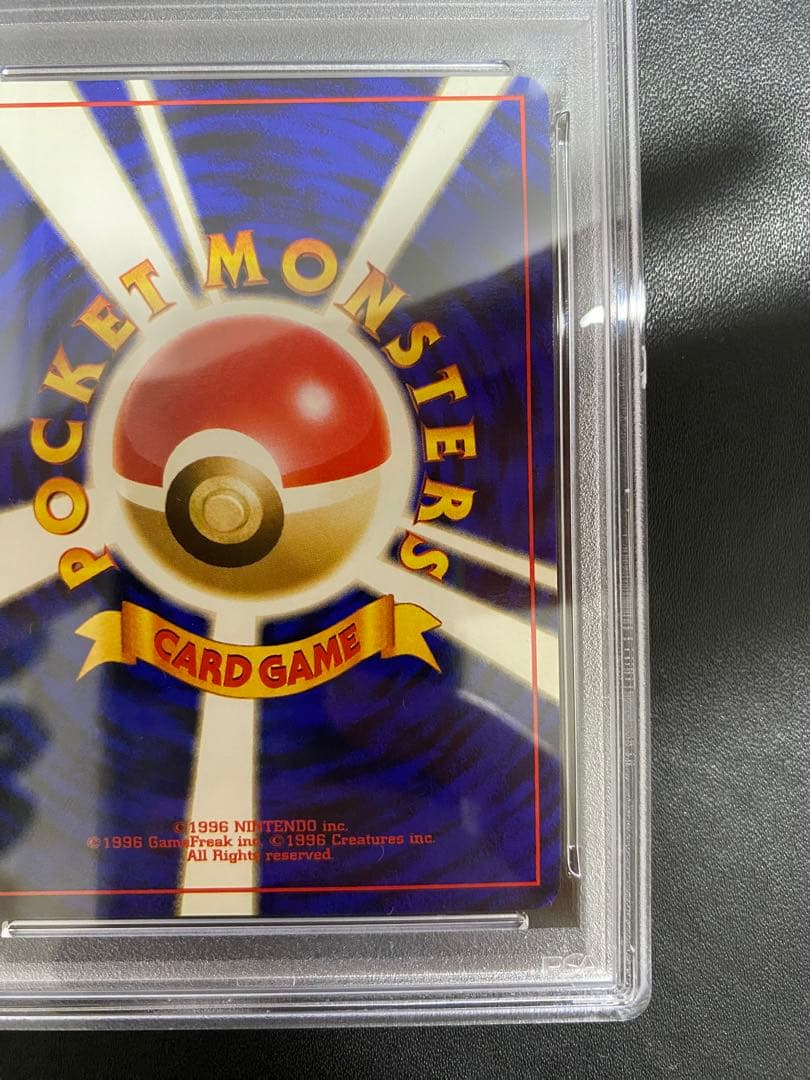 POCKET MONSTERS
CARD GAME
©1996 NINTENDO inc.
©1996 GameFreak inc. ©1996 Creatures inc.
All Rights reserved.
PSA